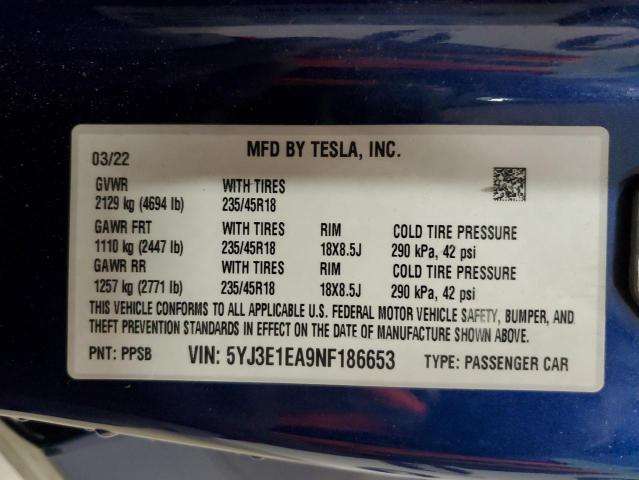 MFD BY TESLA, INC.
03/22
GVWR WITH TIRES
2129 kg (4694 lb) 235/45R18
GAWR FRT WITH TIRES RIM COLD TIRE PRESSURE
1110 kg (2447 lb) 235/45R18 18X8.5J 290 kPa, 42 psi
GAWR RR WITH TIRES RIM COLD TIRE PRESSURE
1257 kg (2771 lb) 235/45R18 18X8.5J 290 kPa, 42 psi
THIS VEHICLE CONFORMS TO ALL APPLICABLE U.S. FEDERAL MOTOR VEHICLE SAFETY, BUMPER, AND
THEFT PREVENTION STANDARDS IN EFFECT ON THE DATE OF MANUFACTURE SHOWN ABOVE.
PNT: PPSB VIN: 5YJ3E1EA9NF186653 TYPE: PASSENGER CAR